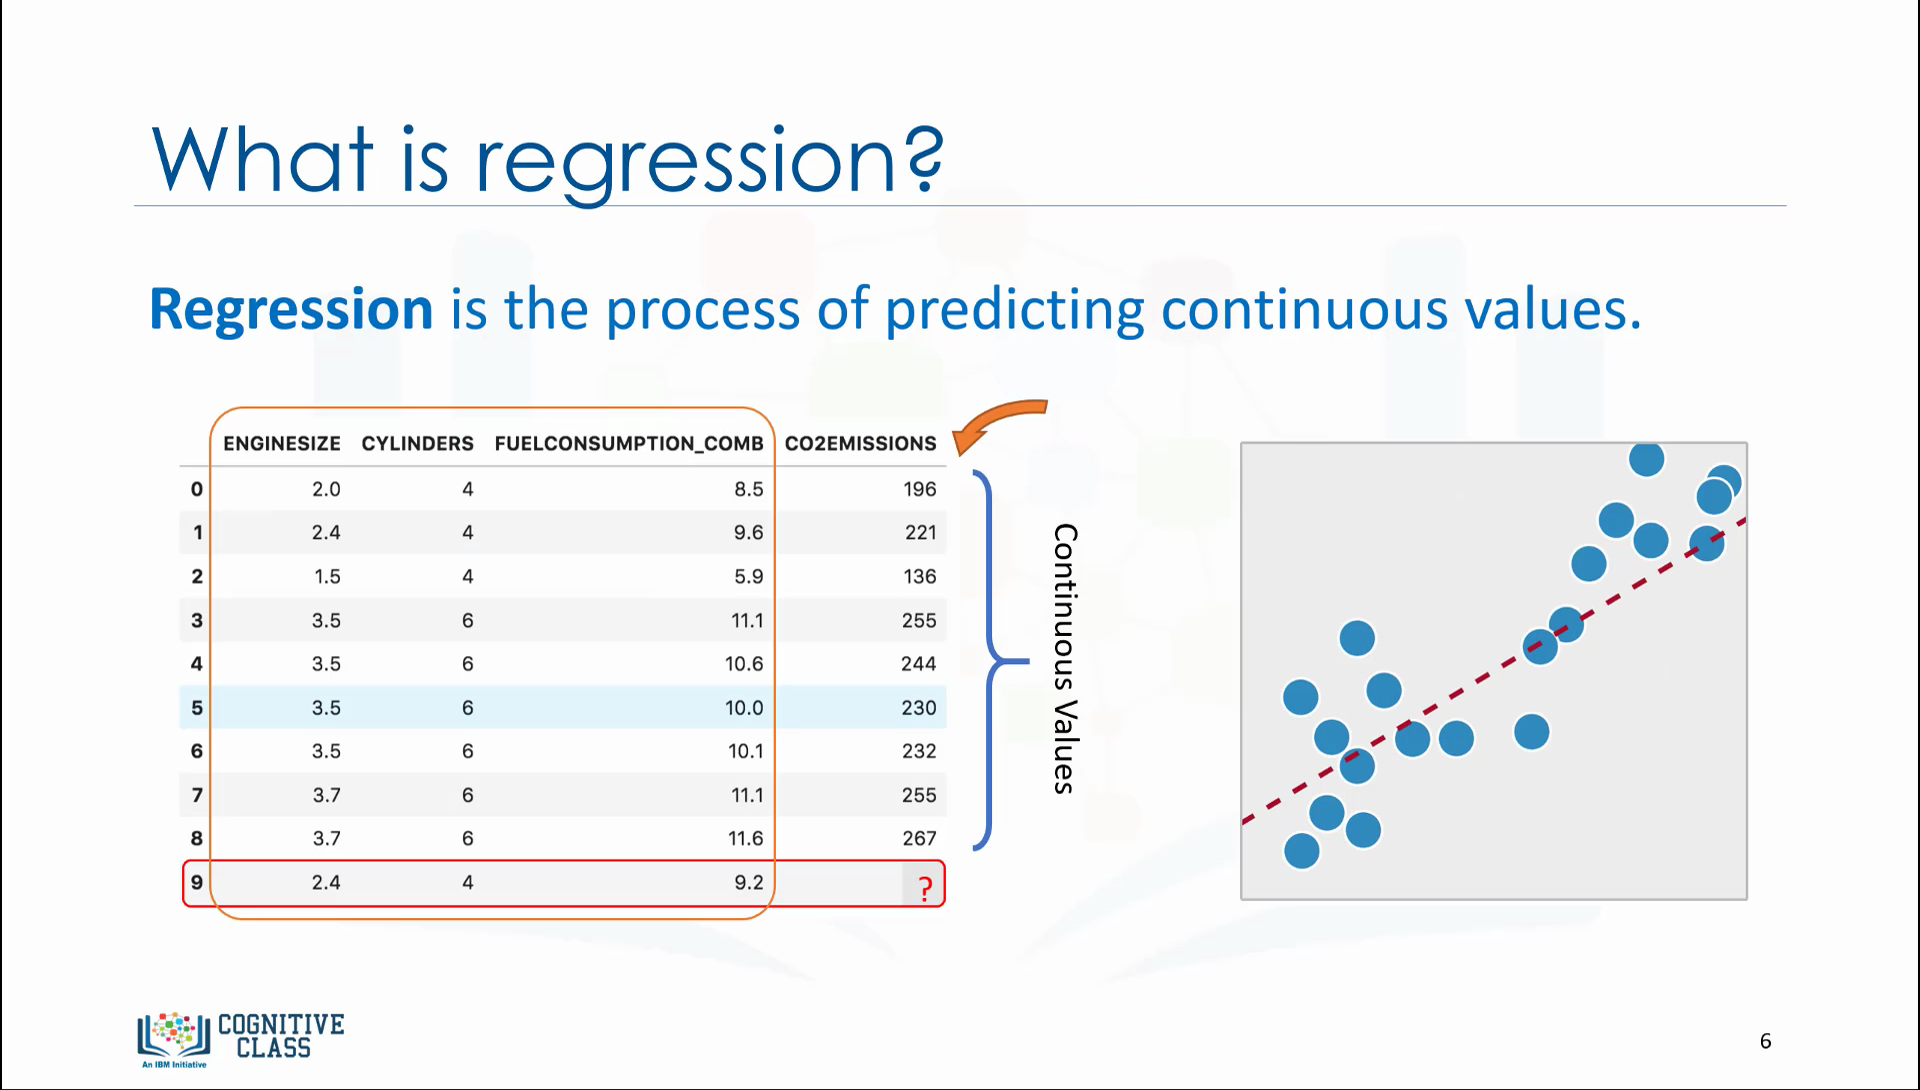 What is regression?
Regression is the process of predicting continuous values.
ENGINESIZE CYLINDERS FUELCONSUMPTION_COMB CO2EMISSIONS
0 2.0 4 8.5 196
1 2.4 4 9.6 221
2 1.5 4 5.9 136
3 3.5 6 11.1 255
4 3.5 6 10.6 244
5 3.5 6 10.0 230
6 3.5 6 10.1 232
7 3.7 6 11.1 255
8 3.7 6 11.6 267
9 2.4 4 9.2 ?
Continuous Values
COGNITIVE
CLASS
An IBM Initiative
6